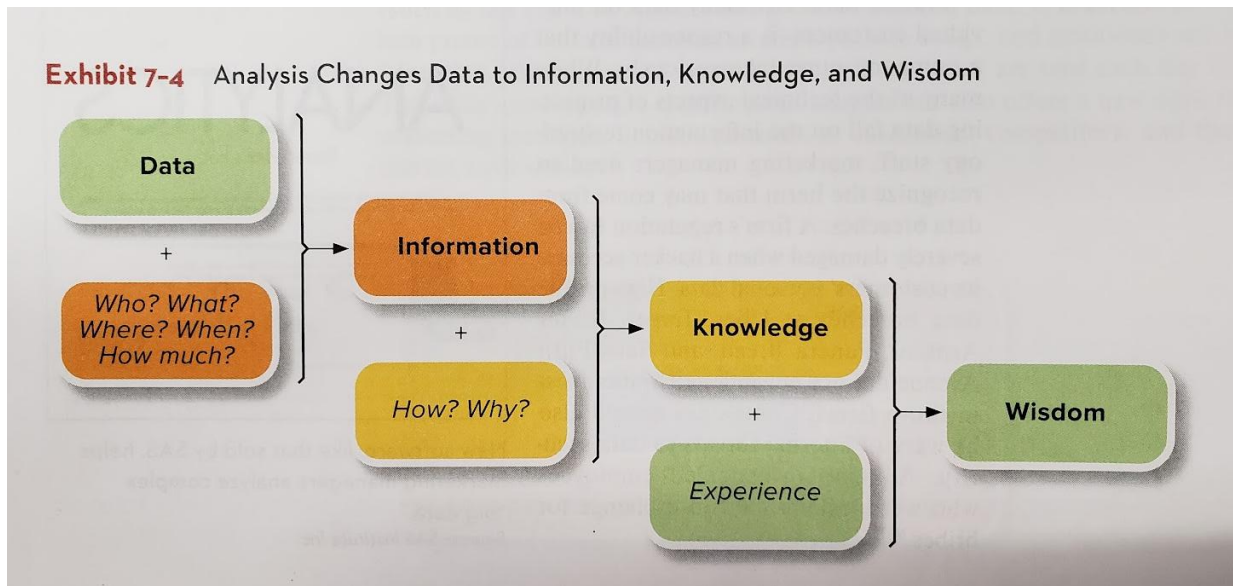 Exhibit 7-4 Analysis Changes Data to Information, Knowledge, and Wisdom
Data
+
Who? What?
Where? When?
How much?
Information
+
How? Why?
Knowledge
+
Experience
Wisdom